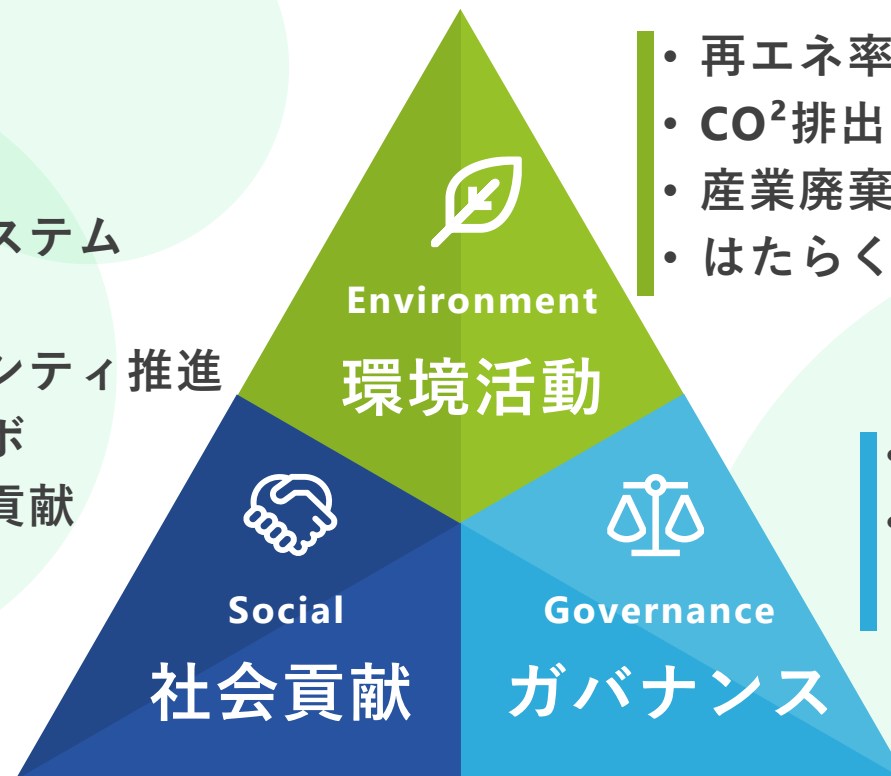 • 再エネ率
• CO²排出
• 産業廃棄
• はたらく
ステム
ンティ推進
ボ
貢献
Environment
環境活動
Social
社会貢献
Governance
ガバナンス